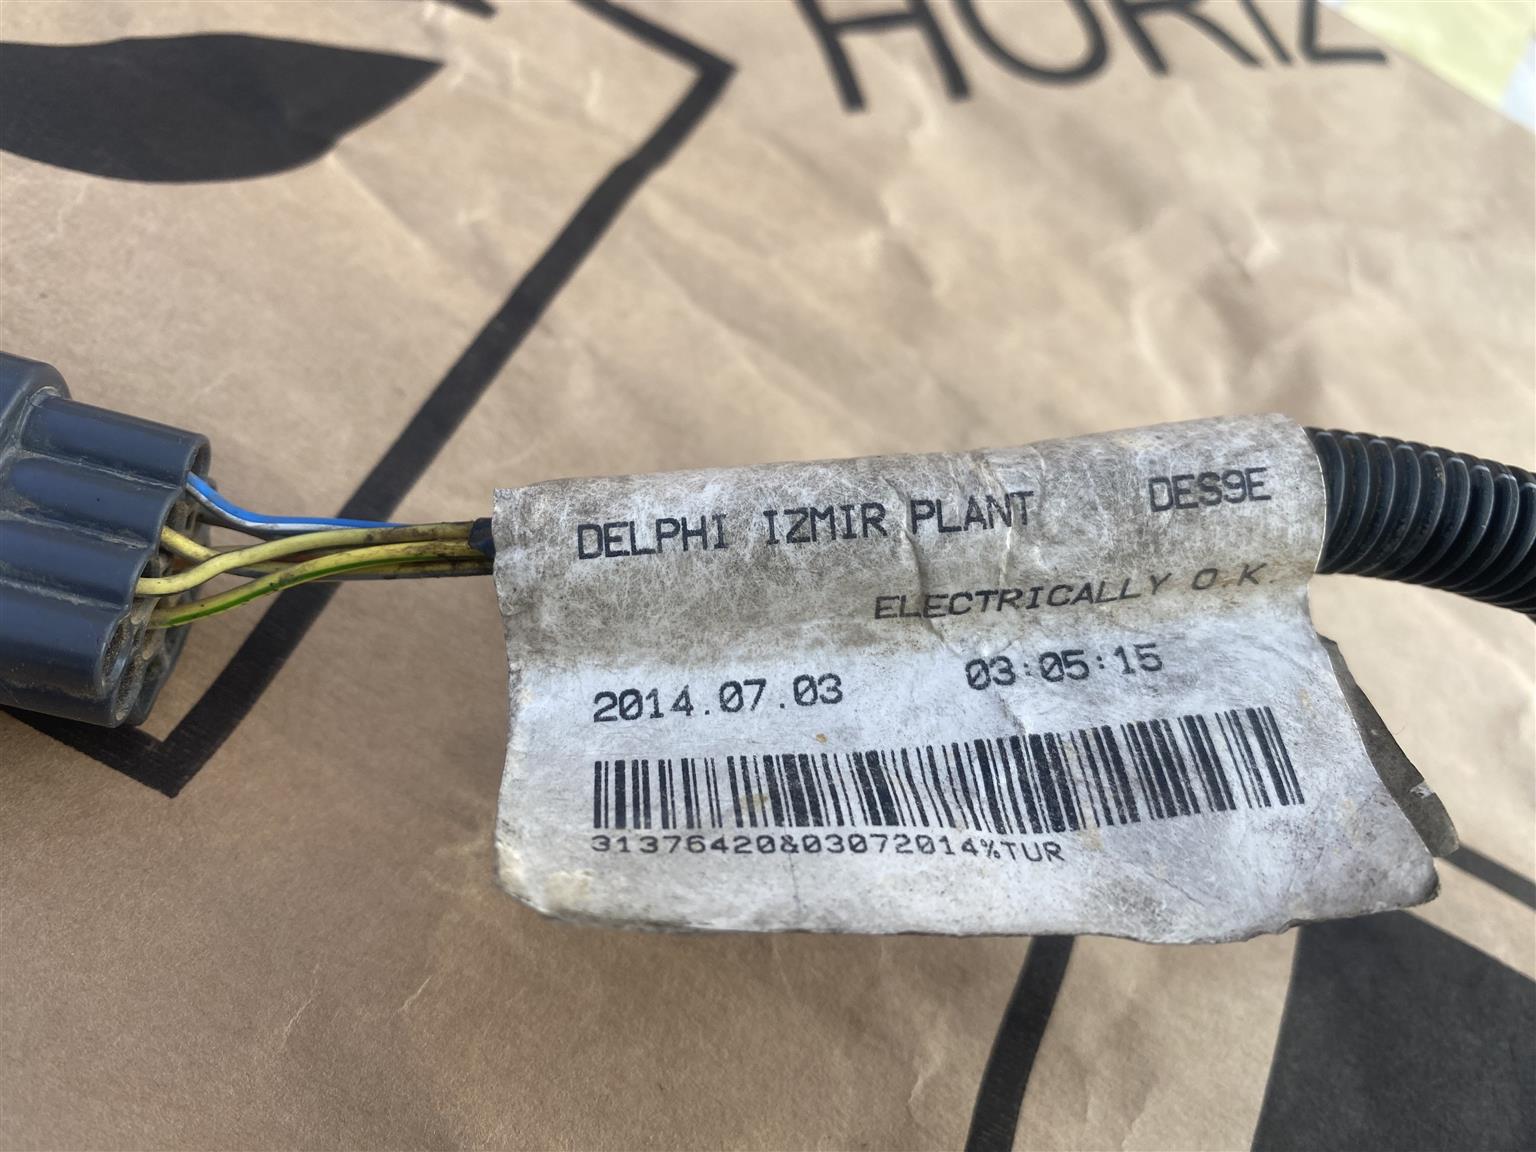 HORIZ
DELPHI IZMIR PLANT DES9E
ELECTRICALLY O.K.
2014.07.03 03:05:15
31376420&03072014%TUR